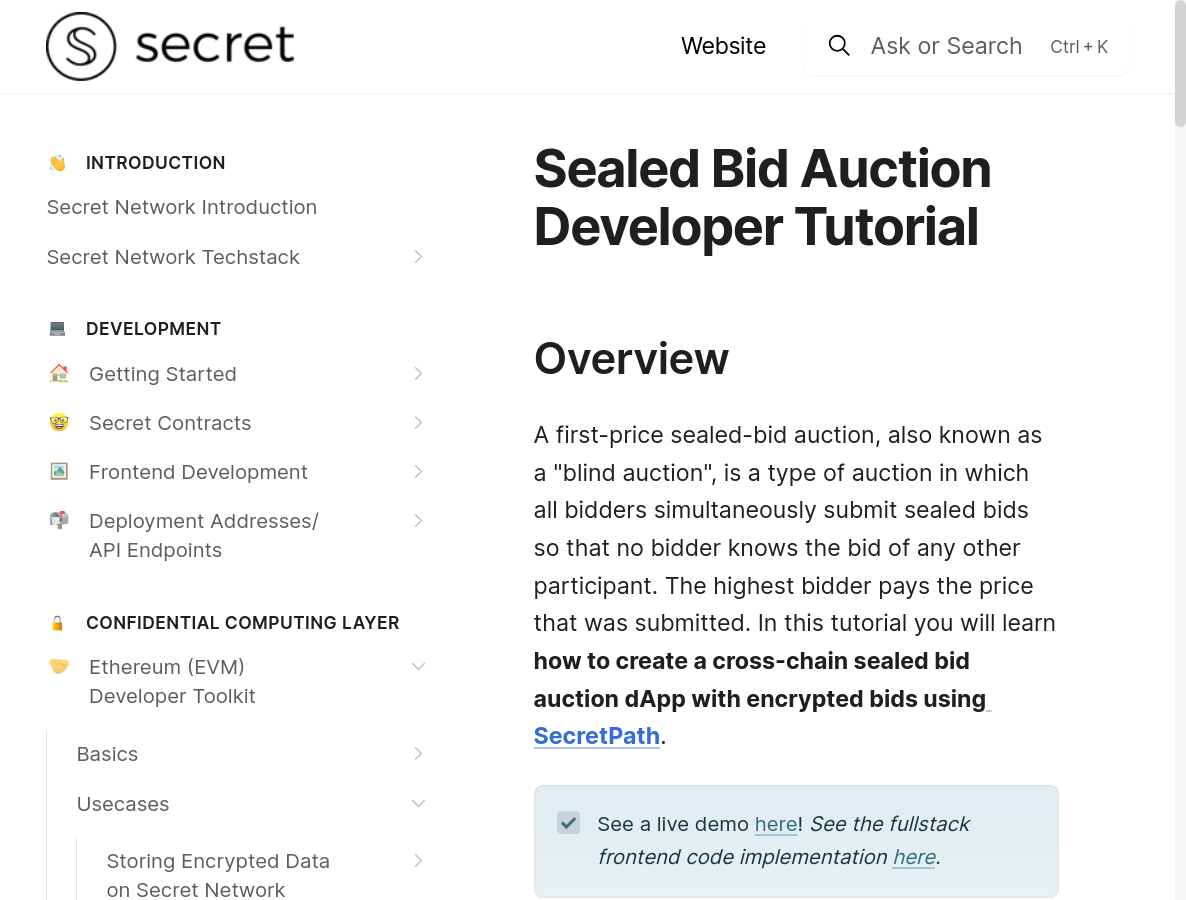 secret
Website
Ask or Search
Ctrl + K
INTRODUCTION
Secret Network Introduction
Secret Network Techstack
DEVELOPMENT
Getting Started
Secret Contracts
Frontend Development
Deployment Addresses/
API Endpoints
CONFIDENTIAL COMPUTING LAYER
Ethereum (EVM)
Developer Toolkit
Basics
Usecases
Storing Encrypted Data
on Secret Network
Sealed Bid Auction
Developer Tutorial
Overview
A first-price sealed-bid auction, also known as
a "blind auction", is a type of auction in which
all bidders simultaneously submit sealed bids
so that no bidder knows the bid of any other
participant. The highest bidder pays the price
that was submitted. In this tutorial you will learn
how to create a cross-chain sealed bid
auction dApp with encrypted bids using
SecretPath.
See a live demo here! See the fullstack
frontend code implementation here.